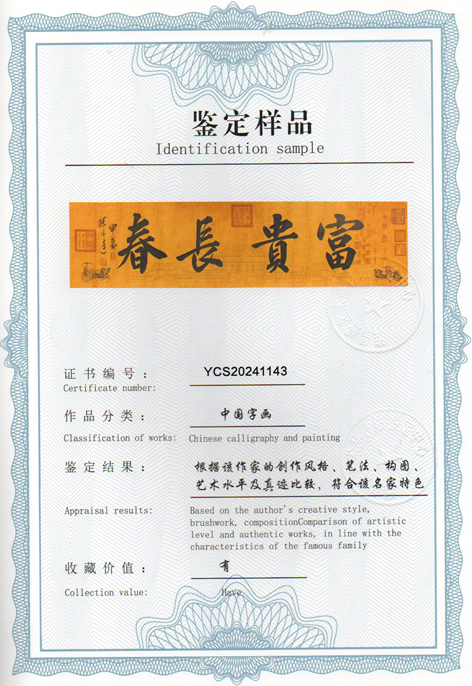 鉴定样品
Identification sample
富貴長春
证书编号： YCS20241143
Certificate number:
作品分类： 中国字画
Classification of works: Chinese calligraphy and painting
鉴定结果： 根据该作家的创作风格、笔法、构图、
艺术水平及真迹比较，符合该名家特色
Appraisal results: Based on the author's creative style,
brushwork, compositionComparison of artistic
level and authentic works, in line with the
characteristics of the famous family
收藏价值： 有
Collection value: Have